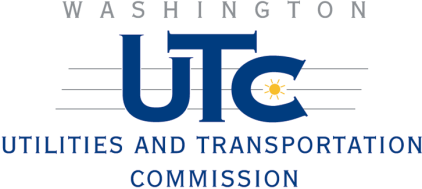 WASHINGTON
UTC
UTILITIES AND TRANSPORTATION
COMMISSION